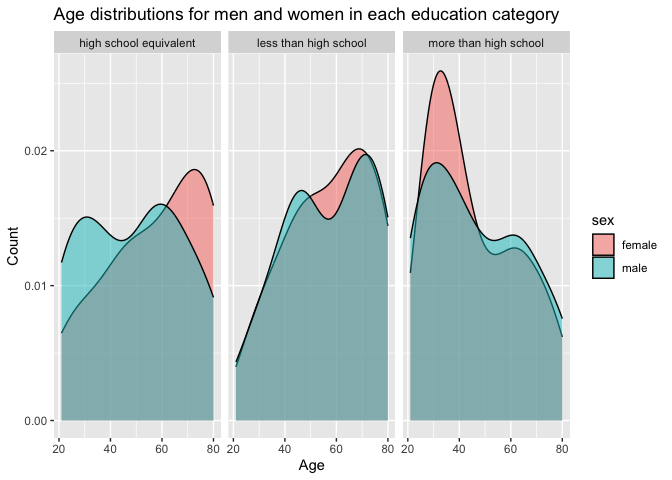 Age distributions for men and women in each education category
high school equivalent
less than high school
more than high school
0.02
0.01
0.00
Count
20 40 60 80
20 40 60 80
20 40 60 80
Age
sex
female
male